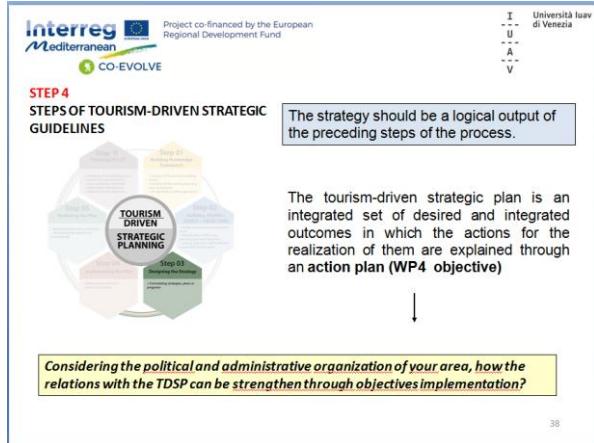 Interreg
Mediterranean
CO-EVOLVE
Project co-financed by the European
Regional Development Fund
I
U
A
V
Università Iuav
di Venezia
STEP 4
STEPS OF TOURISM-DRIVEN STRATEGIC
GUIDELINES
The strategy should be a logical output of
the preceding steps of the process.
TOURISM
DRIVEN
STRATEGIC
PLANNING
Step 03
Designing the Strategy
The tourism-driven strategic plan is an
integrated set of desired and integrated
outcomes in which the actions for the
realization of them are explained through
an action plan (WP4 objective)
Considering the political and administrative organization of your area, how the
relations with the TDSP can be strengthen through objectives implementation?
38